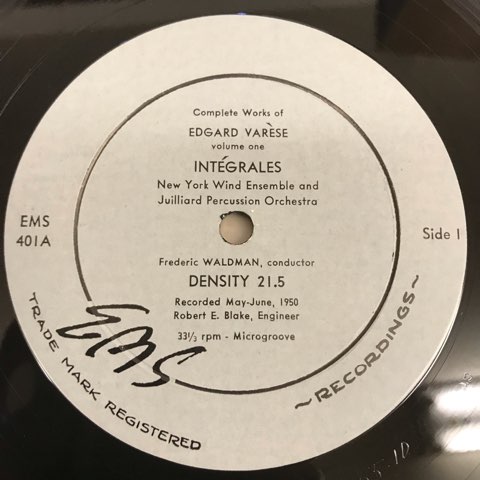 Complete Works of
EDGARD VARÈSE
volume one
INTÉGRALES
New York Wind Ensemble and
Juilliard Percussion Orchestra
EMS
401A
Side 1
Frederic WALDMAN, conductor
DENSITY 21.5
Recorded May-June, 1950
Robert E. Blake, Engineer
33⅓ rpm - Microgroove
EMS
~RECORDINGS~
TRADE MARK REGISTERED